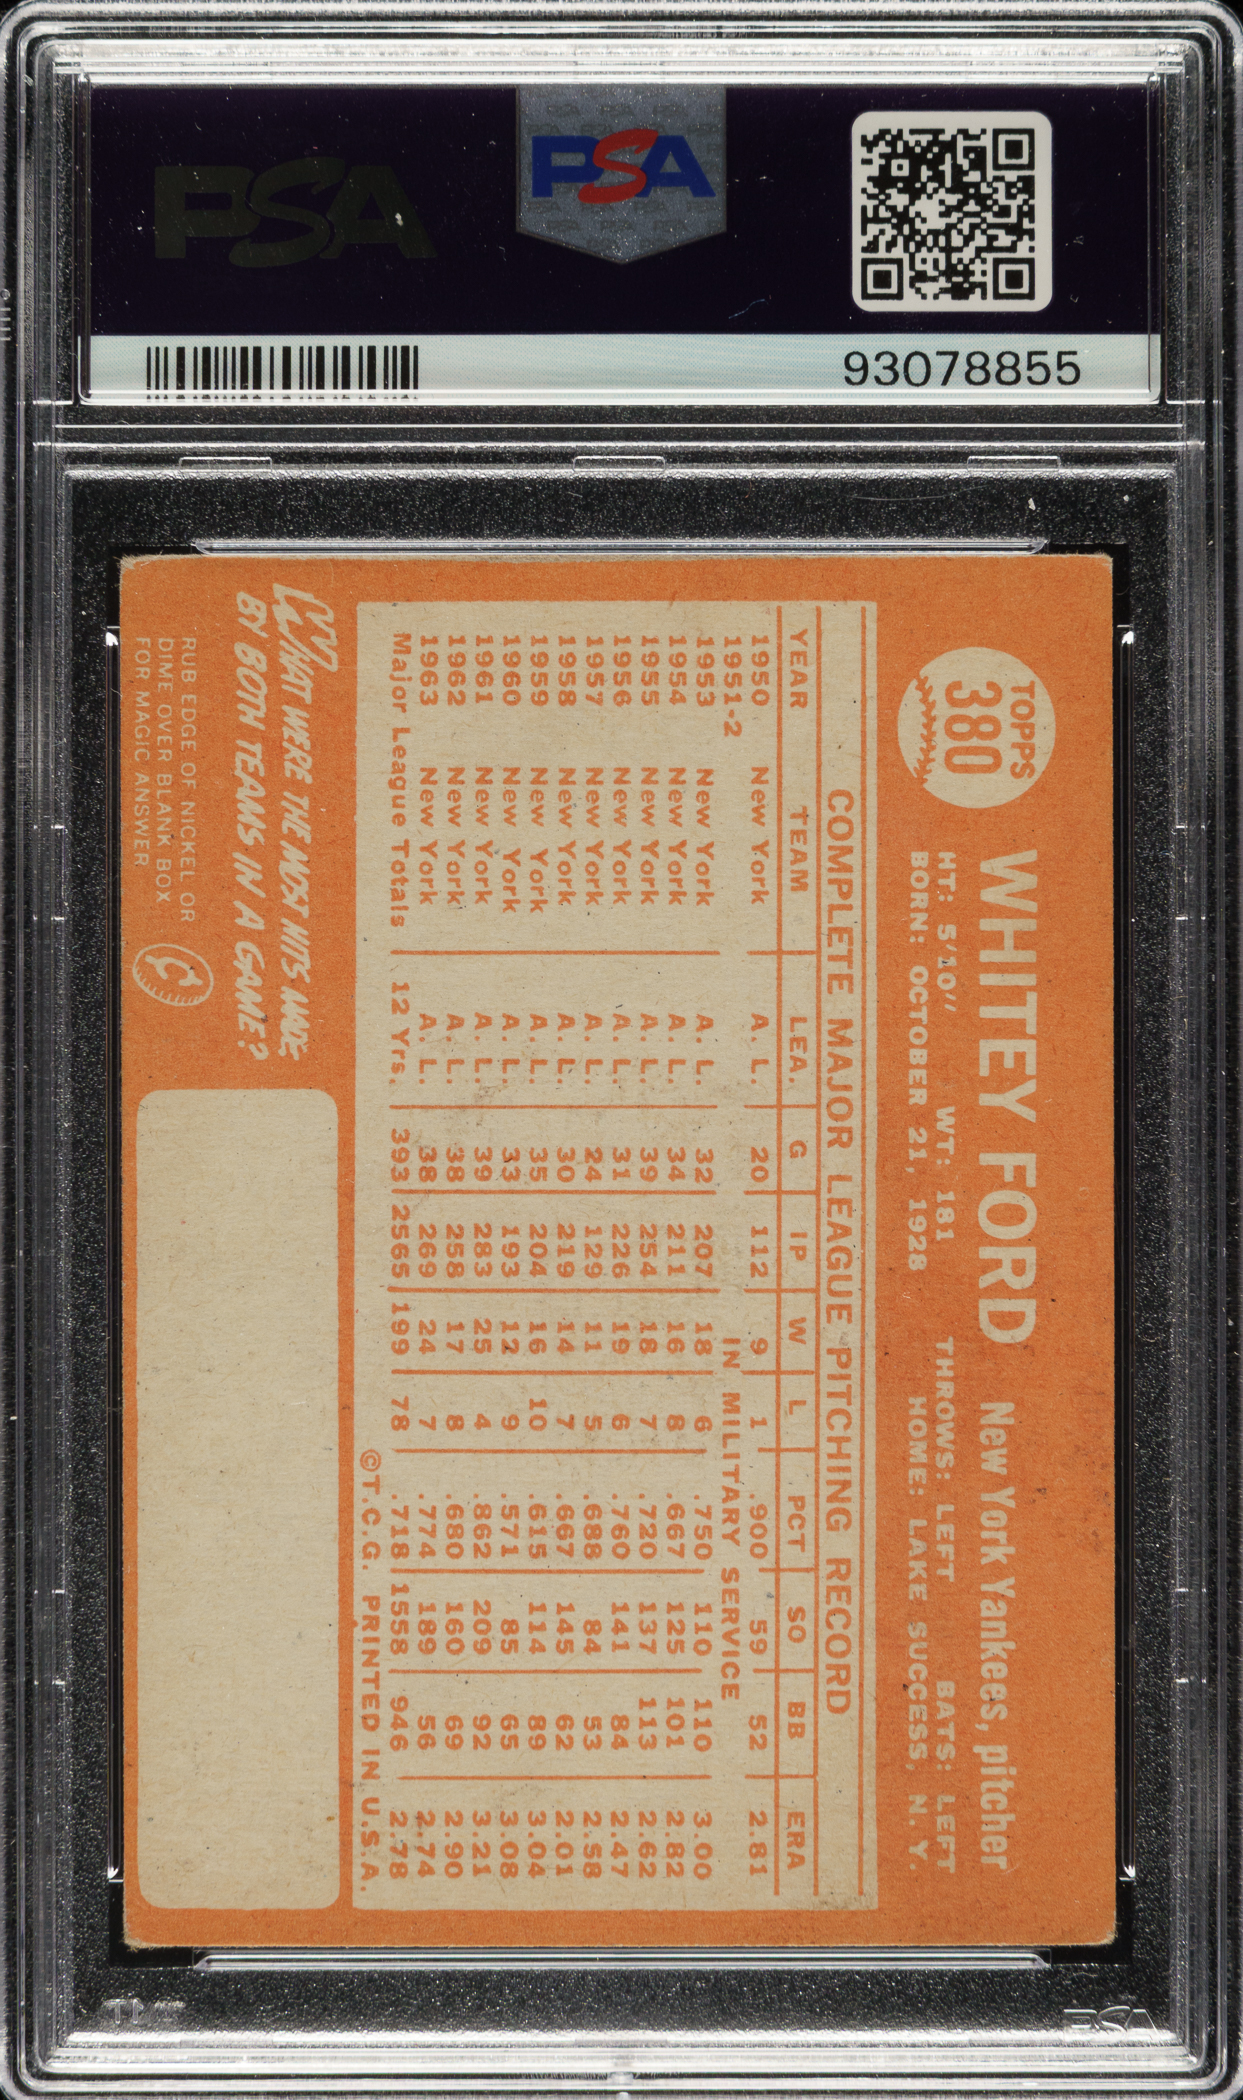 PSA
PSA
93078855
TOPPS
380
WHITEY FORD New York Yankees, pitcher
HT: 5'10" WT: 181 THROWS: LEFT BATS: LEFT
BORN: OCTOBER 21, 1928 HOME: LAKE SUCCESS, N. Y.
COMPLETE MAJOR LEAGUE PITCHING RECORD
YEAR TEAM LEA. G IP W L PCT SO BB ERA
1950 New York A. L. 20 112 9 1 .900 59 52 2.81
1951-2 IN MILITARY SERVICE
1953 New York A. L. 32 207 18 6 .750 110 110 3.00
1954 New York A. L. 34 211 16 8 .667 125 101 2.82
1955 New York A. L. 39 254 18 7 .720 137 113 2.62
1956 New York A. L. 31 226 19 6 .760 141 84 2.47
1957 New York A. L. 24 129 11 5 .688 84 53 2.58
1958 New York A. L. 30 219 14 7 .667 145 62 2.01
1959 New York A. L. 35 204 16 10 .615 114 89 3.04
1960 New York A. L. 33 193 12 9 .571 85 65 3.08
1961 New York A. L. 39 283 25 4 .862 209 92 3.21
1962 New York A. L. 38 258 17 8 .680 160 69 2.90
1963 New York A. L. 38 269 24 7 .774 189 56 2.74
Major League Totals 12 Yrs. 393 2565 199 78 .718 1558 946 2.78
©T.C.G. PRINTED IN U.S.A.
WHAT WERE THE MOST HITS MADE
BY BOTH TEAMS IN A GAME?
RUB EDGE OF NICKEL OR
DIME OVER BLANK BOX
FOR MAGIC ANSWER
PSA